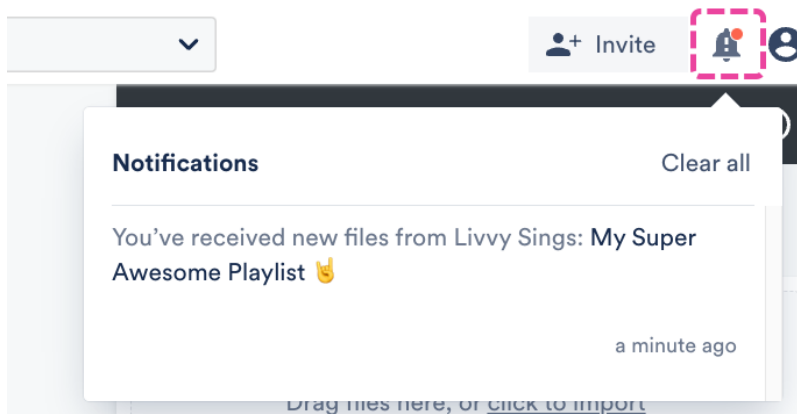 Invite
Notifications
Clear all
You’ve received new files from Livvy Sings: My Super
Awesome Playlist 🤘
a minute ago
Drag files here, or click to import